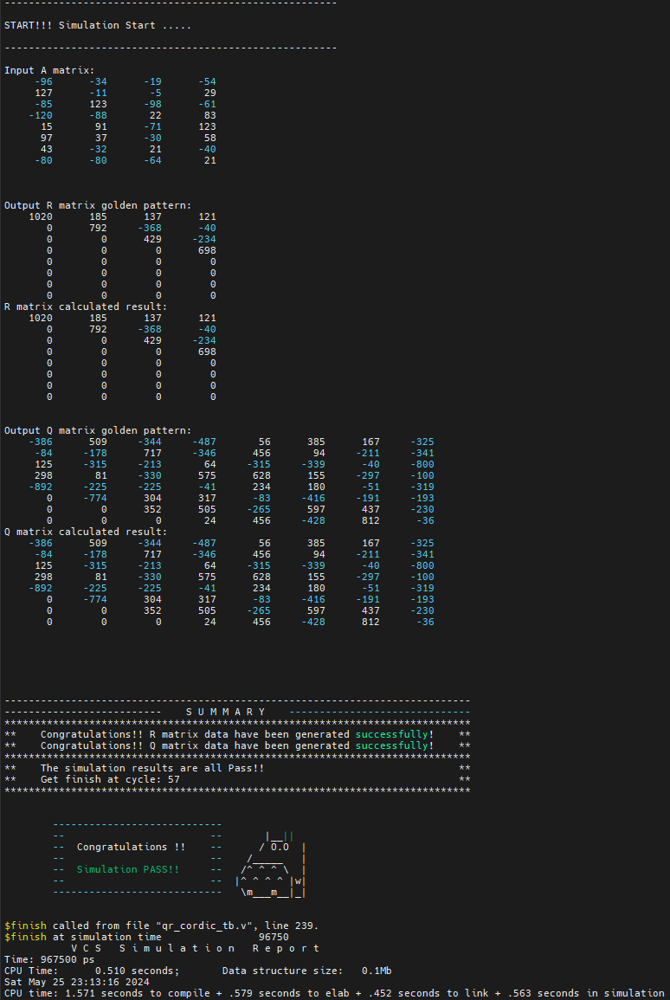 -------------------------------------------------------
START!!! Simulation Start .....
-------------------------------------------------------
Input A matrix:
-96 -34 -19 -54
127 -11 -5 29
-85 123 -98 -61
-120 -88 22 83
15 91 -71 123
97 37 -30 58
43 -32 21 -40
-80 -80 -64 21
Output R matrix golden pattern:
1020 185 137 121
0 792 -368 -40
0 0 429 -234
0 0 0 698
0 0 0 0
0 0 0 0
0 0 0 0
0 0 0 0
R matrix calculated result:
1020 185 137 121
0 792 -368 -40
0 0 429 -234
0 0 0 698
0 0 0 0
0 0 0 0
0 0 0 0
0 0 0 0
Output Q matrix golden pattern:
-386 509 -344 -487 56 385 167 -325
-84 -178 717 -346 456 94 -211 -341
125 -315 -213 64 -315 -339 -40 -800
298 81 -330 575 628 155 -297 -100
-892 -225 -225 -41 234 180 -51 -319
0 -774 304 317 -83 -416 -191 -193
0 0 352 505 -265 597 437 -230
0 0 0 24 456 -428 812 -36
Q matrix calculated result:
-386 509 -344 -487 56 385 167 -325
-84 -178 717 -346 456 94 -211 -341
125 -315 -213 64 -315 -339 -40 -800
298 81 -330 575 628 155 -297 -100
-892 -225 -225 -41 234 180 -51 -319
0 -774 304 317 -83 -416 -191 -193
0 0 352 505 -265 597 437 -230
0 0 0 24 456 -428 812 -36
-----------------------------------------------------------------------------
--------------------------    S U M M A R Y    ------------------------------
*****************************************************************************
**    Congratulations!! R matrix data have been generated successfully!    **
**    Congratulations!! Q matrix data have been generated successfully!    **
*****************************************************************************
**    The simulation results are all Pass!!                                **
**    Get finish at cycle: 57                                              **
*****************************************************************************
        ----------------------------
        --                        --       |__||
        --  Congratulations !!    --      / O.O  |
        --                        --    /_____   |
        --  Simulation PASS!!     --   /^ ^ ^ \  |
        --                        --  |^ ^ ^ ^ |w|
        ----------------------------   \m___m__|_|
$finish called from file "qr_cordic_tb.v", line 239.
$finish at simulation time                96750
           V C S   S i m u l a t i o n   R e p o r t
Time: 967500 ps
CPU Time:      0.510 seconds;       Data structure size:   0.1Mb
Sat May 25 23:13:16 2024
CPU time: 1.571 seconds to compile + .579 seconds to elab + .452 seconds to link + .563 seconds in simulation